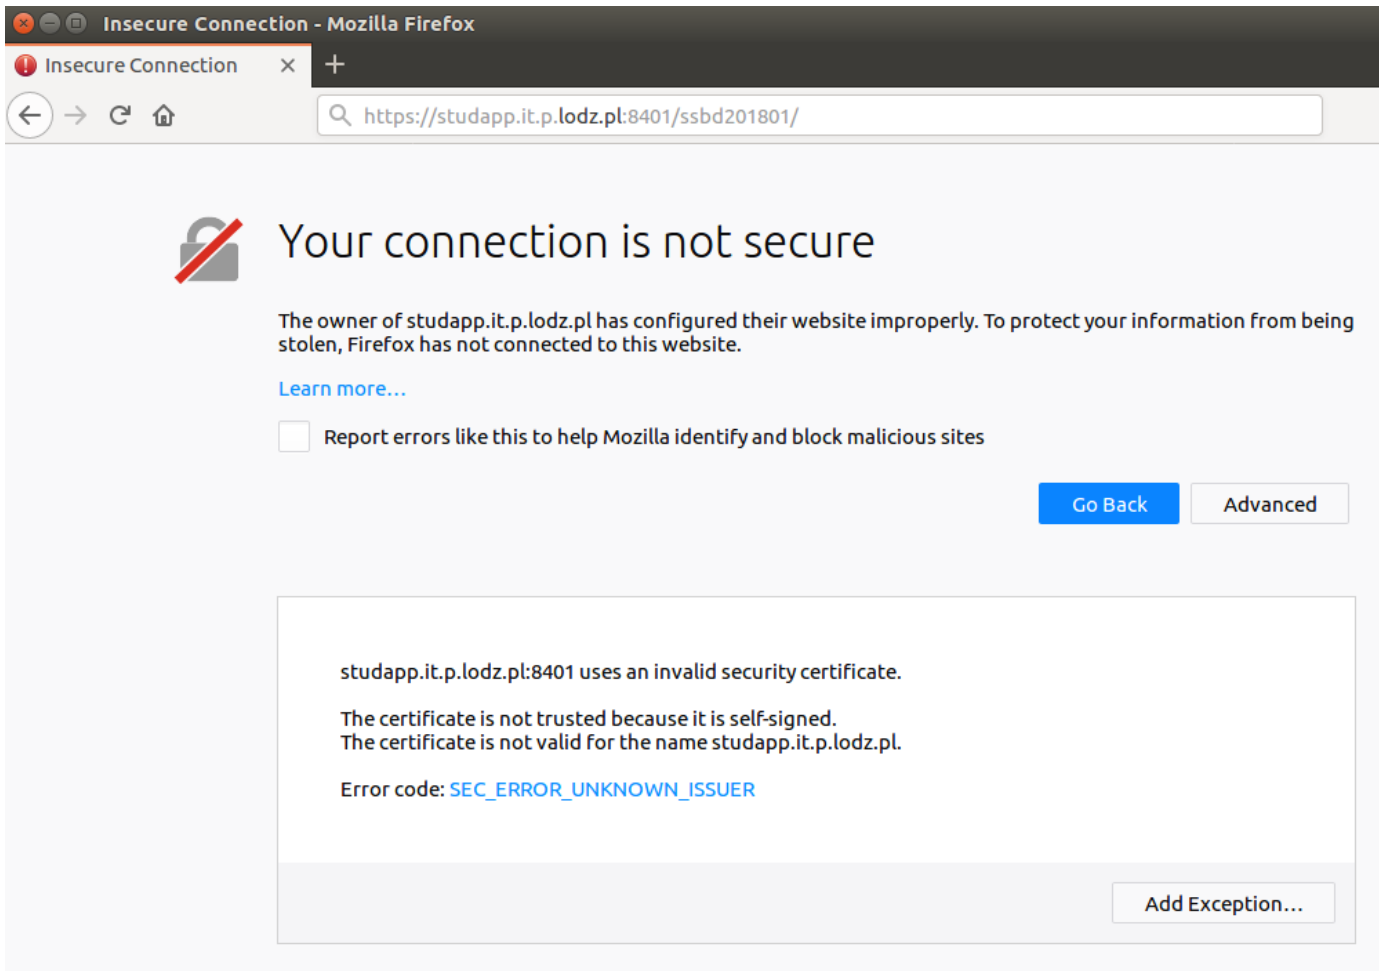 Insecure Connection - Mozilla Firefox
Insecure Connection
https://studapp.it.p.lodz.pl:8401/ssbd201801/
Your connection is not secure
The owner of studapp.it.p.lodz.pl has configured their website improperly. To protect your information from being
stolen, Firefox has not connected to this website.
Learn more…
Report errors like this to help Mozilla identify and block malicious sites
Go Back
Advanced
studapp.it.p.lodz.pl:8401 uses an invalid security certificate.
The certificate is not trusted because it is self-signed.
The certificate is not valid for the name studapp.it.p.lodz.pl.
Error code: SEC_ERROR_UNKNOWN_ISSUER
Add Exception…